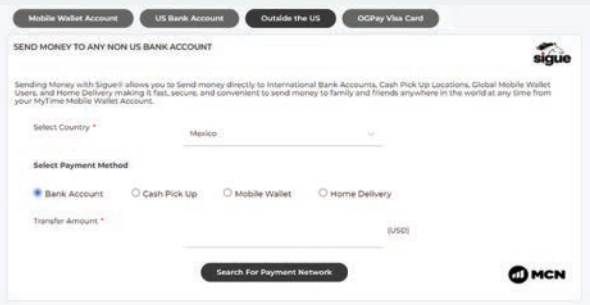 Mobile Wallet Account US Bank Account Outside the US OGPay Visa Card
SEND MONEY TO ANY NON US BANK ACCOUNT
sigue
Sending Money with Sigue® allows you to Send money directly to International Bank Accounts, Cash Pick Up Locations, Global Mobile Wallet
Users, and Home Delivery making it fast, secure, and convenient to send money to family and friends anywhere in the world at any time from
your MyTime Mobile Wallet Account.
Select Country * Mexico
Select Payment Method
Bank Account Cash Pick Up Mobile Wallet Home Delivery
Transfer Amount * (USD)
Search For Payment Network
MCN